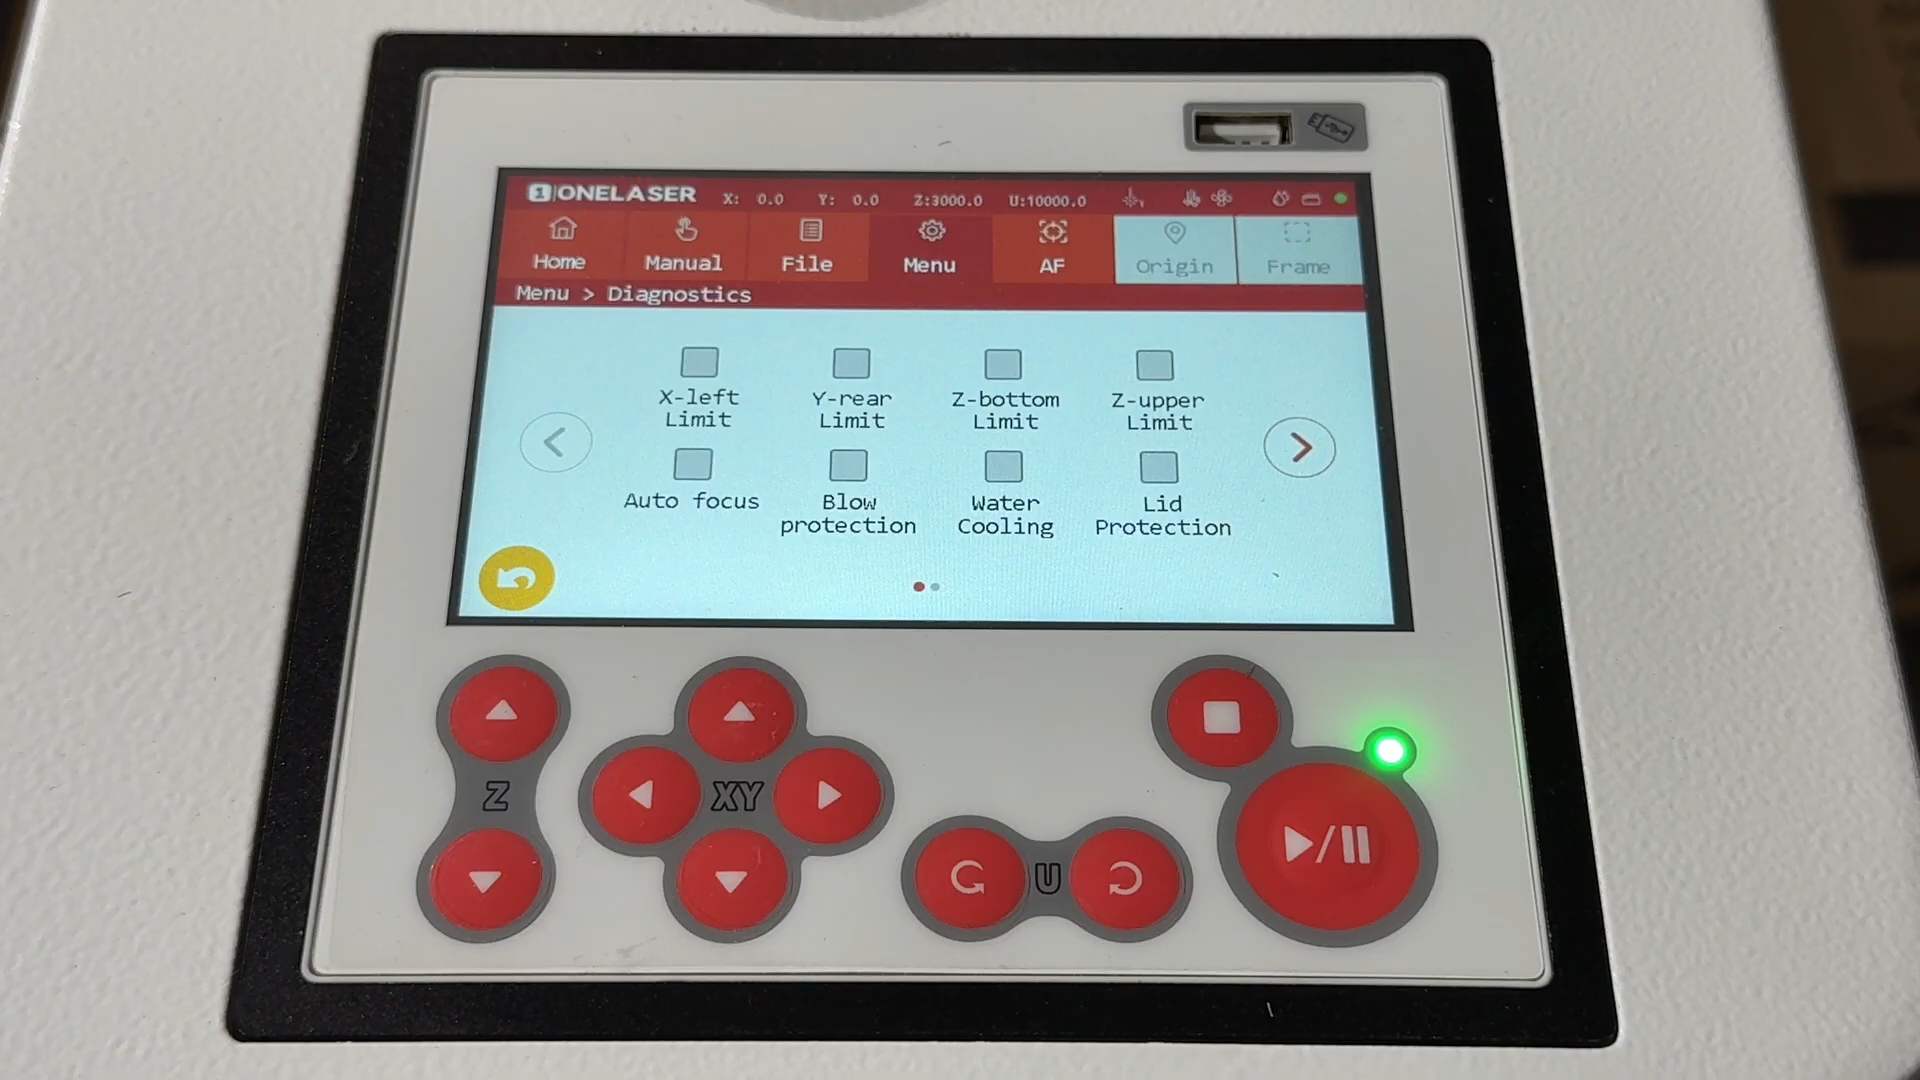 1 ONELASER X: 0.0 Y: 0.0 Z:3000.0 U:10000.0
Home Manual File Menu AF Origin Frame
Menu > Diagnostics
X-left Limit
Y-rear Limit
Z-bottom Limit
Z-upper Limit
Auto focus
Blow protection
Water Cooling
Lid Protection
Z
XY
U